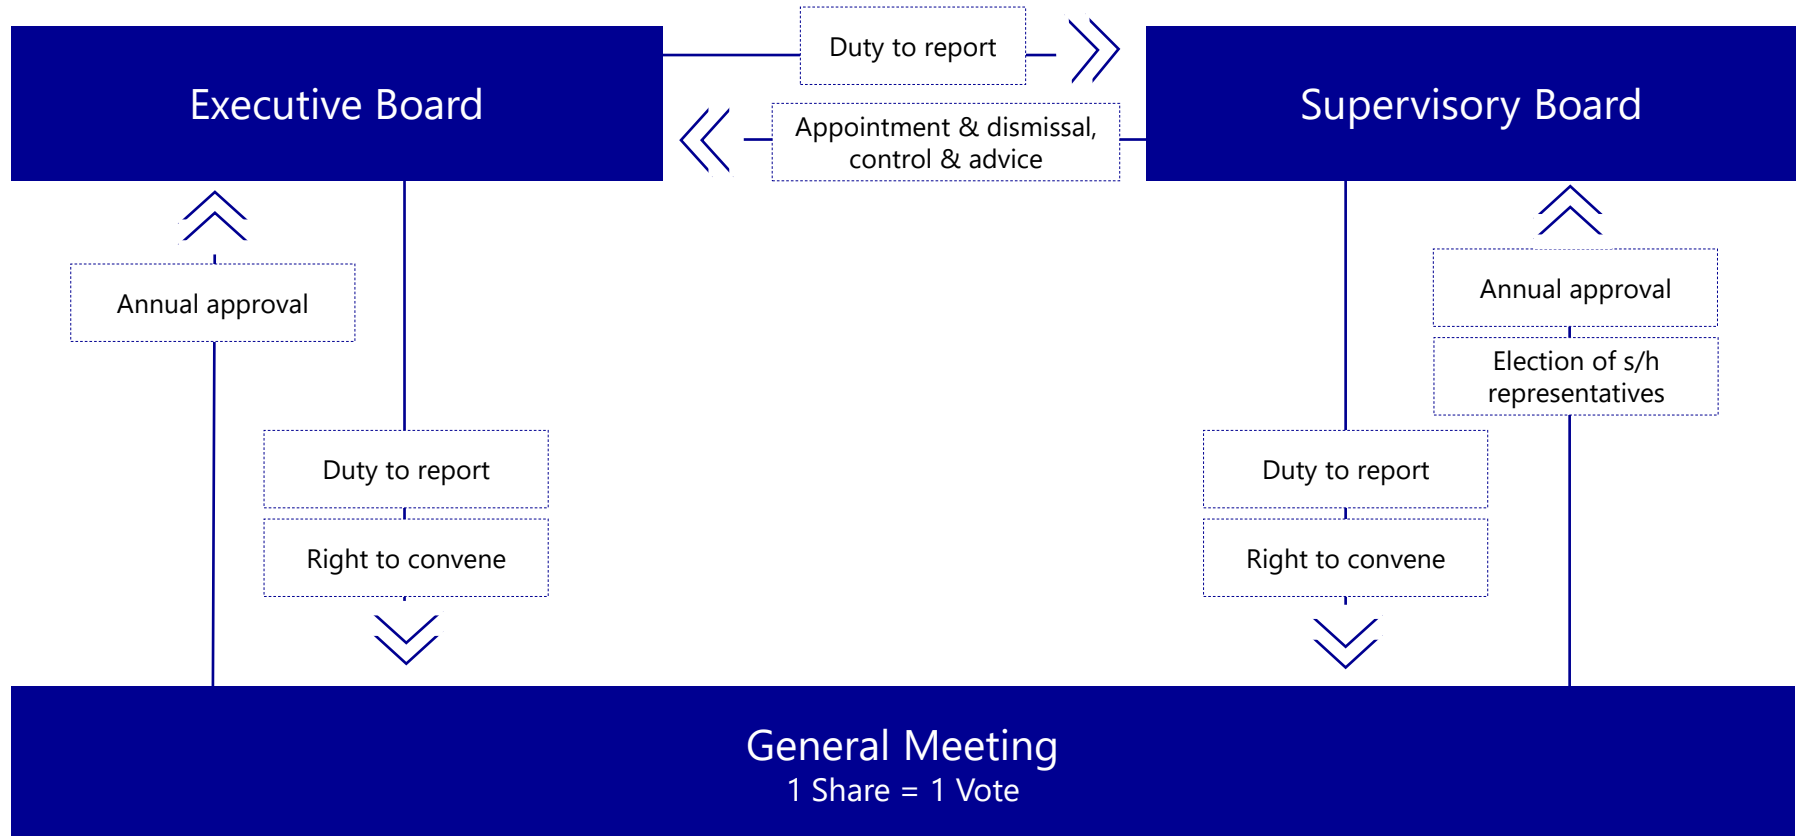 Duty to report
Executive Board
Supervisory Board
Appointment & dismissal,
control & advice
Annual approval
Annual approval
Election of s/h
representatives
Duty to report
Duty to report
Right to convene
Right to convene
General Meeting
1 Share = 1 Vote